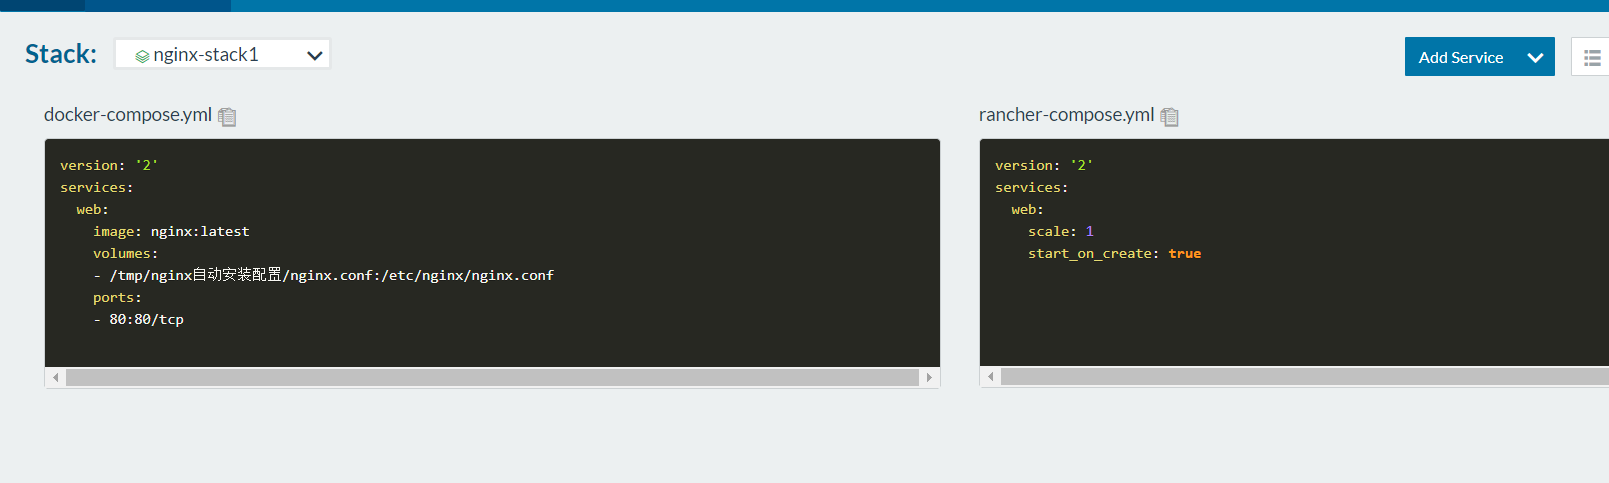 Stack: nginx-stack1
Add Service
docker-compose.yml
version: '2'
services:
  web:
    image: nginx:latest
    volumes:
    - /tmp/nginx自动安装配置/nginx.conf:/etc/nginx/nginx.conf
    ports:
    - 80:80/tcp
rancher-compose.yml
version: '2'
services:
  web:
    scale: 1
    start_on_create: true